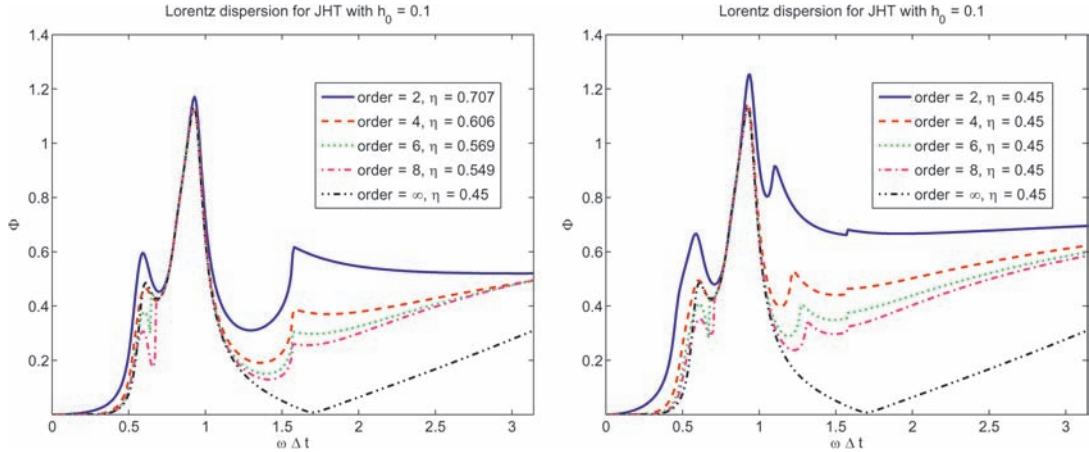 Lorentz dispersion for JHT with h0 = 0.1
1.4
1.2
1
0.8
0.6
0.4
0.2
Φ
order = 2, η = 0.707
order = 4, η = 0.606
order = 6, η = 0.569
order = 8, η = 0.549
order = ∞, η = 0.45
0 0.5 1 1.5 2 2.5 3
ω Δ t
Lorentz dispersion for JHT with h0 = 0.1
1.4
1.2
1
0.8
0.6
0.4
0.2
Φ
order = 2, η = 0.45
order = 4, η = 0.45
order = 6, η = 0.45
order = 8, η = 0.45
order = ∞, η = 0.45
0 0.5 1 1.5 2 2.5 3
ω Δ t